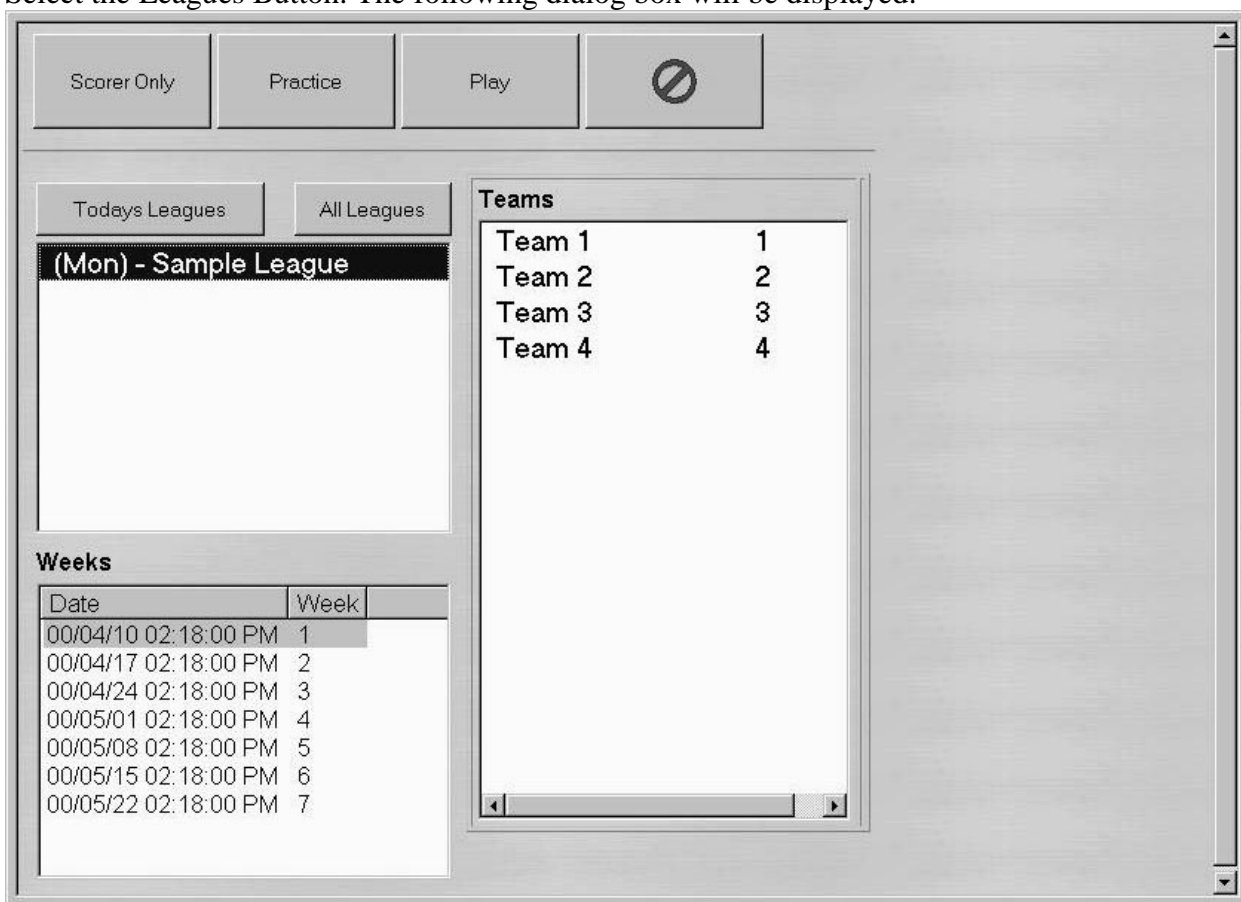 Select the Leagues Button. The following dialog box will be displayed:
Scorer Only
Practice
Play
Todays Leagues
All Leagues
(Mon) - Sample League
Teams
Team 1 1
Team 2 2
Team 3 3
Team 4 4
Weeks
Date Week
00/04/10 02:18:00 PM 1
00/04/17 02:18:00 PM 2
00/04/24 02:18:00 PM 3
00/05/01 02:18:00 PM 4
00/05/08 02:18:00 PM 5
00/05/15 02:18:00 PM 6
00/05/22 02:18:00 PM 7